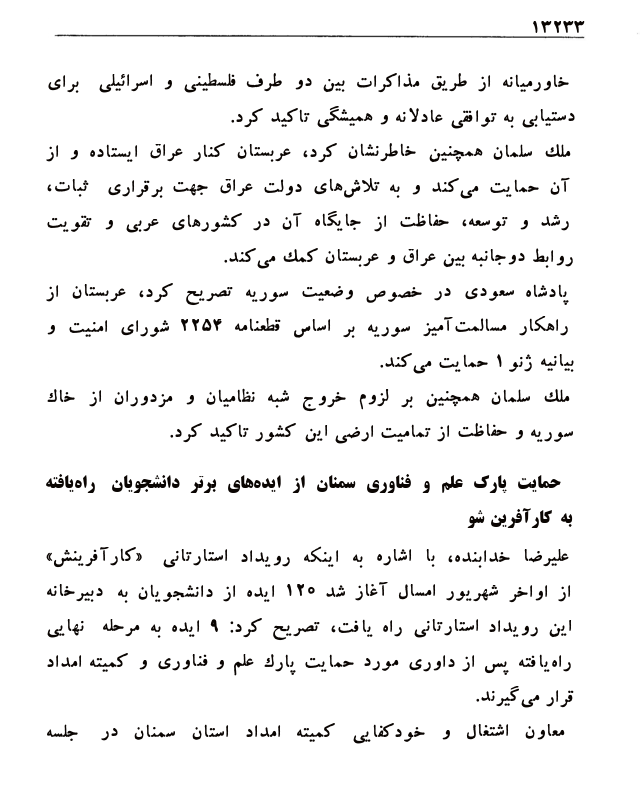 ۱۳۲۳۳
خاورمیانه از طریق مذاکرات بین دو طرف فلسطینی و اسرائیلی برای
دستیابی به توافقی عادلانه و همیشگی تاکید کرد.
ملك سلمان همچنین خاطرنشان کرد، عربستان کنار عراق ایستاده و از
آن حمایت می‌کند و به تلاش‌های دولت عراق جهت برقراری ثبات،
رشد و توسعه، حفاظت از جایگاه آن در کشورهای عربی و تقویت
روابط دوجانبه بین عراق و عربستان کمك می‌کند.
پادشاه سعودی در خصوص وضعیت سوریه تصریح کرد، عربستان از
راهکار مسالمت‌آمیز سوریه بر اساس قطعنامه ۲۲۵۴ شورای امنیت و
بیانیه ژنو ۱ حمایت می‌کند.
ملك سلمان همچنین بر لزوم خروج شبه نظامیان و مزدوران از خاك
سوریه و حفاظت از تمامیت ارضی این کشور تاکید کرد.
حمایت پارک علم و فناوری سمنان از ایده‌های برتر دانشجویان راه‌یافته
به کارآفرین شو
علیرضا خدابنده، با اشاره به اینکه رویداد استارتاتی «کارآفرینش»
از اواخر شهریور امسال آغاز شد ۱۲۰ ایده از دانشجویان به دبیرخانه
این رویداد استارتاتی راه یافت، تصریح کرد: ۹ ایده به مرحله نهایی
راه‌یافته پس از داوری مورد حمایت پارك علم و فناوری و کمیته امداد
قرار می‌گیرند.
معاون اشتغال و خودکفایی کمیته امداد استان سمنان در جلسه